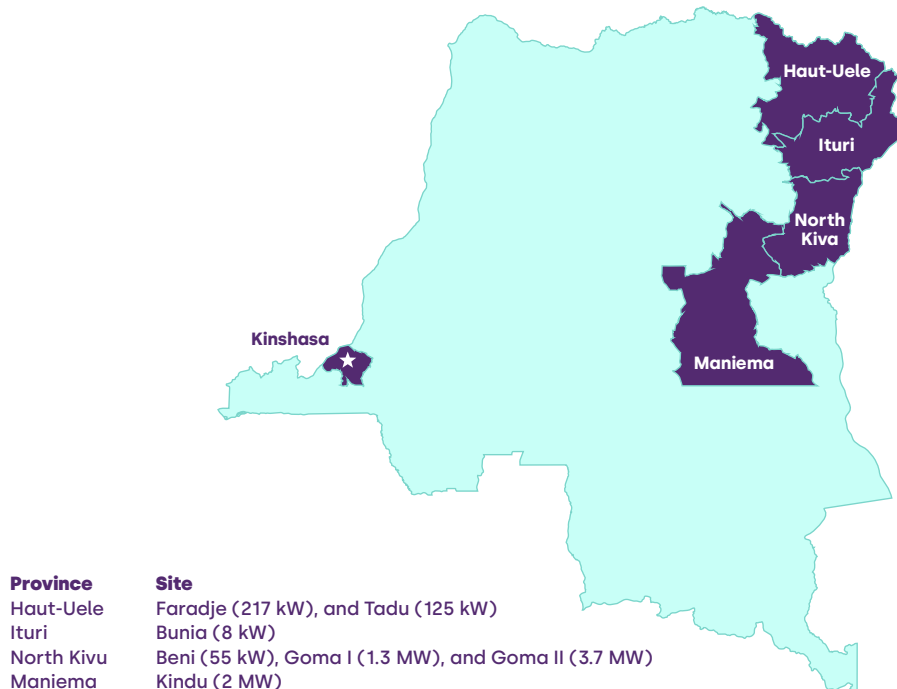 Haut-Uele
Ituri
North
Kiva
Kinshasa
Maniema
Province Site
Haut-Uele Faradje (217 kW), and Tadu (125 kW)
Ituri Bunia (8 kW)
North Kivu Beni (55 kW), Goma I (1.3 MW), and Goma II (3.7 MW)
Maniema Kindu (2 MW)